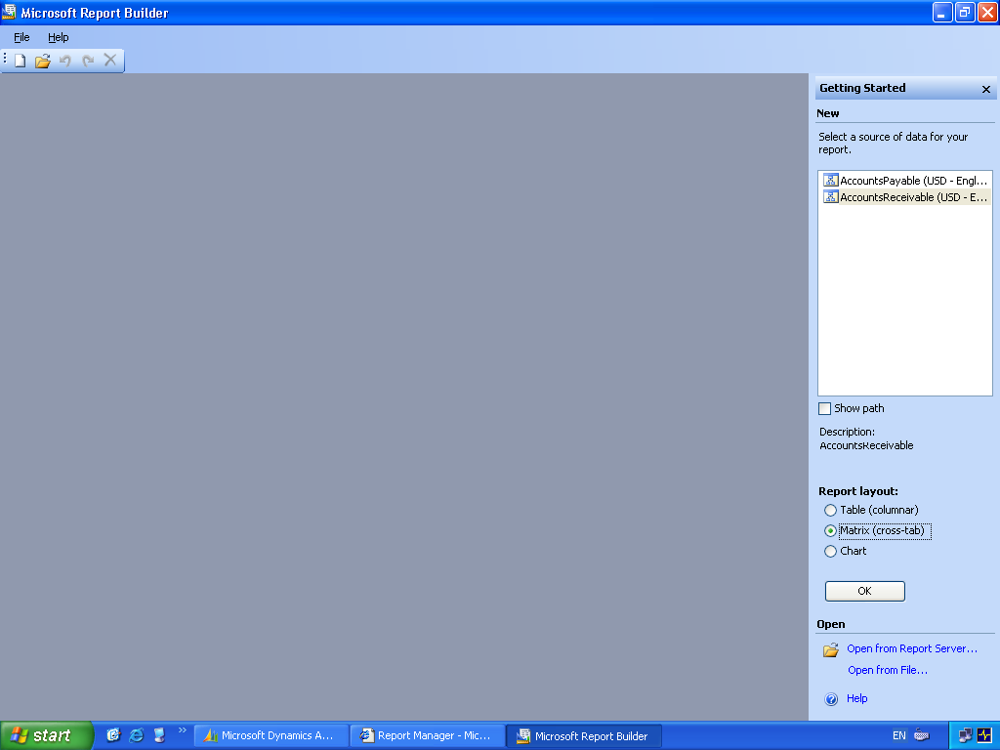 Microsoft Report Builder
File Help
Getting Started
New
Select a source of data for your
report.
AccountsPayable (USD - Engl...
AccountsReceivable (USD - E...
Show path
Description:
AccountsReceivable
Report layout:
Table (columnar)
Matrix (cross-tab)
Chart
OK
Open
Open from Report Server...
Open from File...
Help
start
Microsoft Dynamics A...
Report Manager - Mic...
Microsoft Report Builder
EN